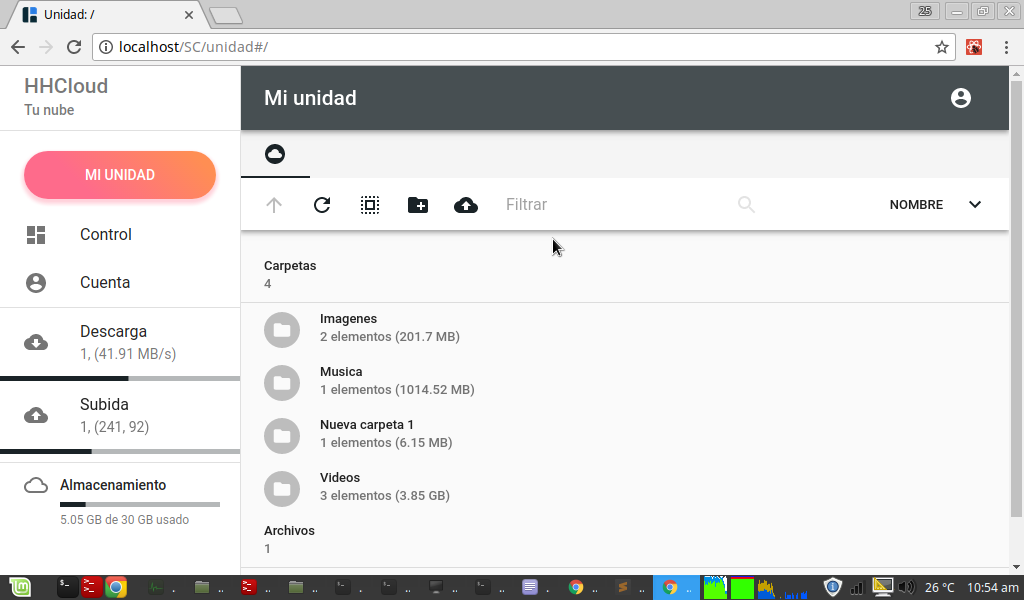 Unidad: /
25
localhost/SC/unidad#/
HHCloud
Tu nube
MI UNIDAD
Control
Cuenta
Descarga
1, (41.91 MB/s)
Subida
1, (241, 92)
Almacenamiento
5.05 GB de 30 GB usado
Mi unidad
Filtrar
NOMBRE
Carpetas
4
Imagenes
2 elementos (201.7 MB)
Musica
1 elementos (1014.52 MB)
Nueva carpeta 1
1 elementos (6.15 MB)
Videos
3 elementos (3.85 GB)
Archivos
1
26 °C
10:54 am